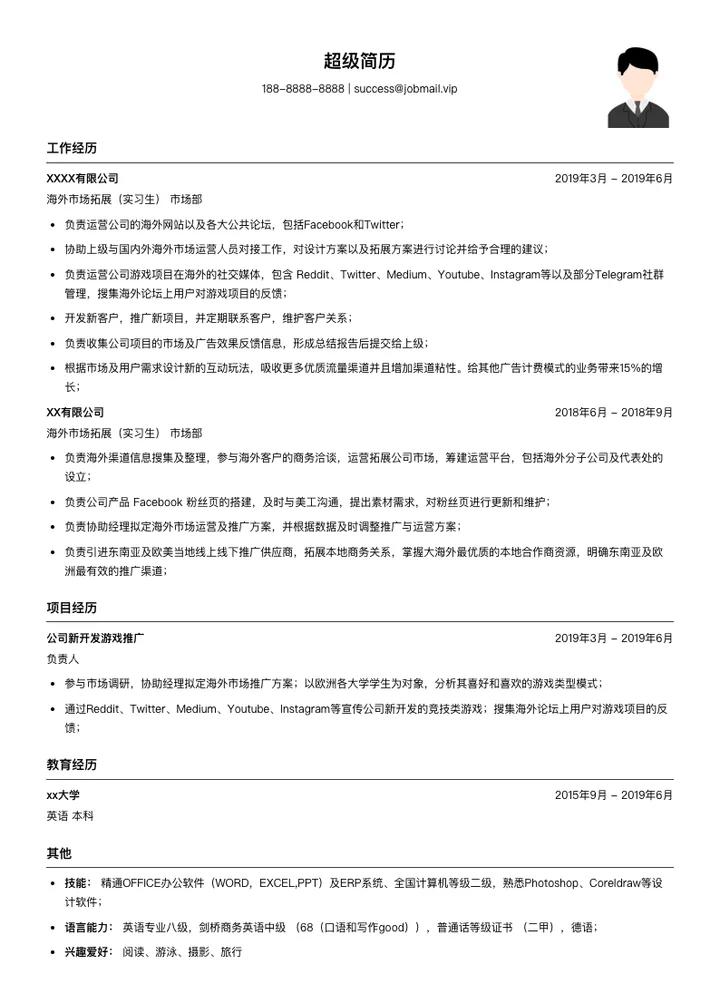 超级简历
188-8888-8888 | success@jobmail.vip
工作经历
XXXX有限公司 2019年3月 – 2019年6月
海外市场拓展（实习生） 市场部
• 负责运营公司的海外网站以及各大公共论坛，包括Facebook和Twitter；
• 协助上级与国内外海外市场运营人员对接工作，对设计方案以及拓展方案进行讨论并给予合理的建议；
• 负责运营公司游戏项目在海外的社交媒体，包含 Reddit、Twitter、Medium、Youtube、Instagram等以及部分Telegram社群
管理，搜集海外论坛上用户对游戏项目的反馈；
• 开发新客户，推广新项目，并定期联系客户，维护客户关系；
• 负责收集公司项目的市场及广告效果反馈信息，形成总结报告后提交给上级；
• 根据市场及用户需求设计新的互动玩法，吸收更多优质流量渠道并且增加渠道粘性。给其他广告计费模式的业务带来15%的增
长；
XX有限公司 2018年6月 – 2018年9月
海外市场拓展（实习生） 市场部
• 负责海外渠道信息搜集及整理，参与海外客户的商务洽谈，运营拓展公司市场，筹建运营平台，包括海外分子公司及代表处的
设立；
• 负责公司产品 Facebook 粉丝页的搭建，及时与美工沟通，提出素材需求，对粉丝页进行更新和维护；
• 负责协助经理拟定海外市场运营及推广方案，并根据数据及时调整推广与运营方案；
• 负责引进东南亚及欧美当地线上线下推广供应商，拓展本地商务关系，掌握大海外最优质的本地合作商资源，明确东南亚及欧
洲最有效的推广渠道；
项目经历
公司新开发游戏推广 2019年3月 – 2019年6月
负责人
• 参与市场调研，协助经理拟定海外市场推广方案；以欧洲各大学学生为对象，分析其喜好和喜欢的游戏类型模式；
• 通过Reddit、Twitter、Medium、Youtube、Instagram等宣传公司新开发的竞技类游戏；搜集海外论坛上用户对游戏项目的反
馈；
教育经历
xx大学 2015年9月 – 2019年6月
英语 本科
其他
• 技能： 精通OFFICE办公软件（WORD，EXCEL,PPT）及ERP系统、全国计算机等级二级，熟悉Photoshop、Coreldraw等设
计软件；
• 语言能力： 英语专业八级，剑桥商务英语中级 （68（口语和写作good）），普通话等级证书 （二甲），德语；
• 兴趣爱好： 阅读、游泳、摄影、旅行